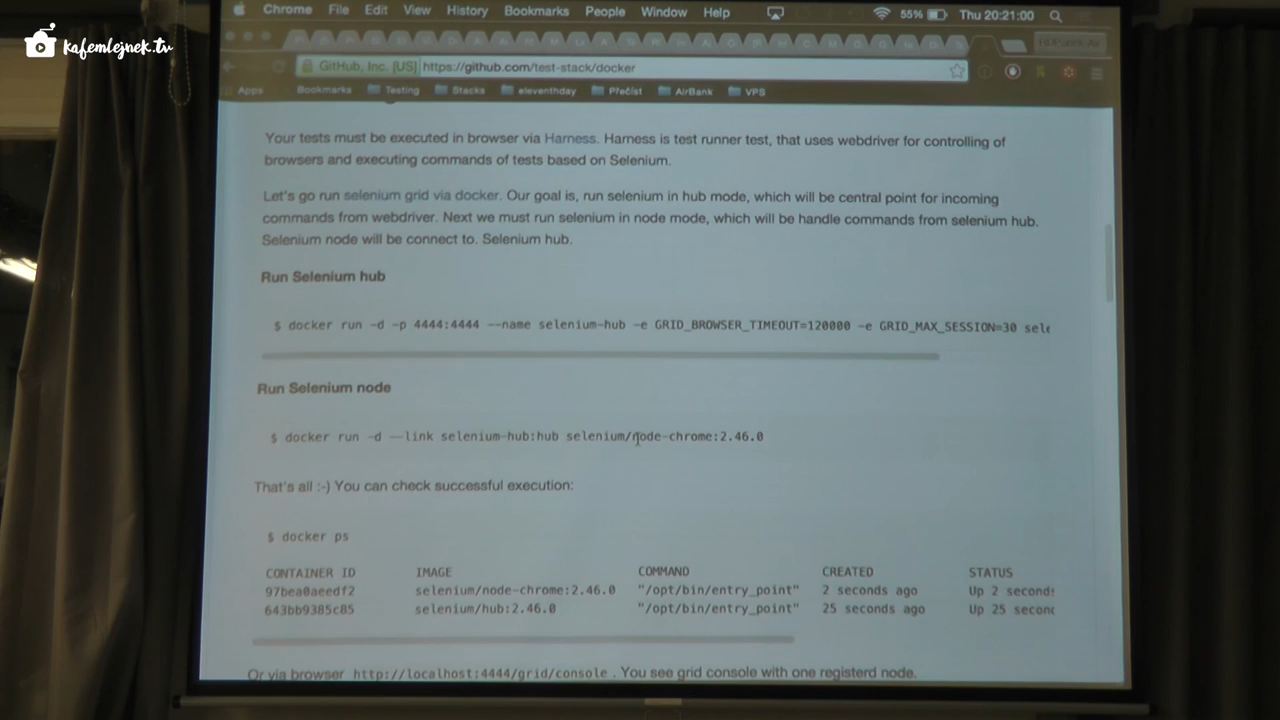 kafemlejnek.tv
Chrome File Edit View History Bookmarks People Window Help 55% Thu 20:21:00
GitHub, Inc. [US] https://github.com/test-stack/docker
Apps Bookmarks Testing Stacks eleventhday Přečíst AirBank VPS
Your tests must be executed in browser via Harness. Harness is test runner test, that uses webdriver for controlling of
browsers and executing commands of tests based on Selenium.
Let's go run selenium grid via docker. Our goal is, run selenium in hub mode, which will be central point for incoming
commands from webdriver. Next we must run selenium in node mode, which will be handle commands from selenium hub.
Selenium node will be connect to. Selenium hub.
Run Selenium hub
$ docker run -d -p 4444:4444 --name selenium-hub -e GRID_BROWSER_TIMEOUT=120000 -e GRID_MAX_SESSION=30 sele
Run Selenium node
$ docker run -d --link selenium-hub:hub selenium/node-chrome:2.46.0
That's all :-) You can check successful execution:
$ docker ps
CONTAINER ID IMAGE COMMAND CREATED STATUS
97bea0aeedf2 selenium/node-chrome:2.46.0 "/opt/bin/entry_point" 2 seconds ago Up 2 seconds
643bb9385c85 selenium/hub:2.46.0 "/opt/bin/entry_point" 25 seconds ago Up 25 second
Or via browser http://localhost:4444/grid/console . You see grid console with one registerd node.